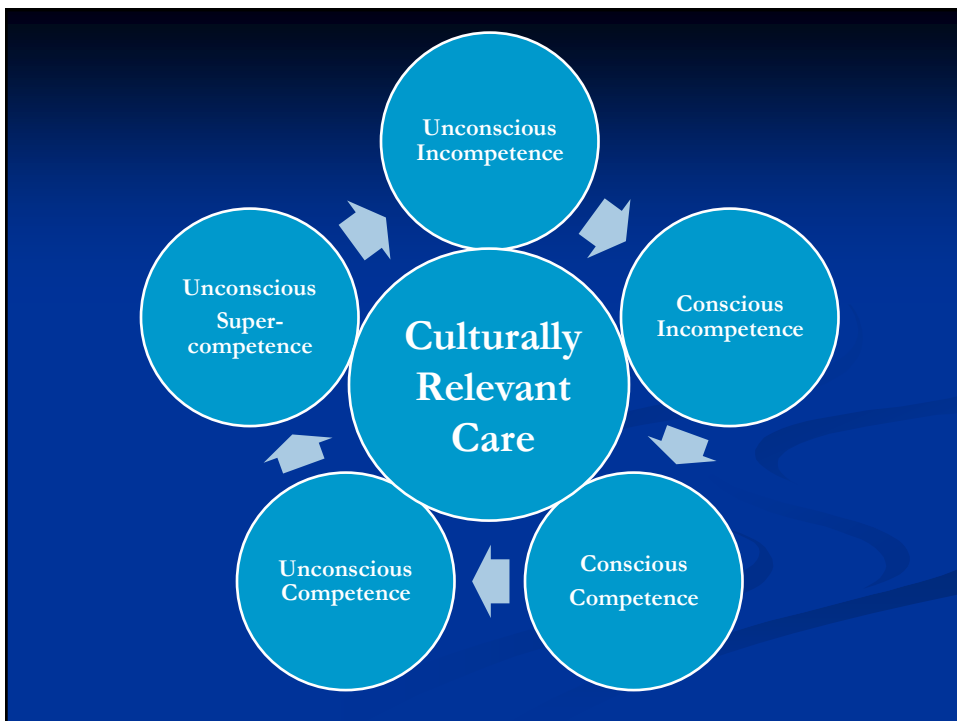 Unconscious
Incompetence
Conscious
Incompetence
Conscious
Competence
Unconscious
Competence
Unconscious
Super-
competence
Culturally
Relevant
Care